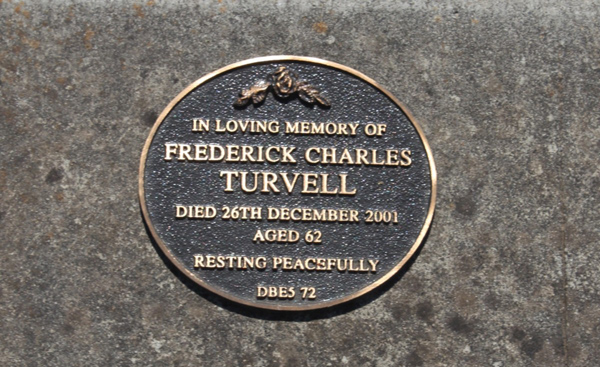 IN LOVING MEMORY OF
FREDERICK CHARLES
TURVELL
DIED 26TH DECEMBER 2001
AGED 62
RESTING PEACEFULLY
DBE5 72